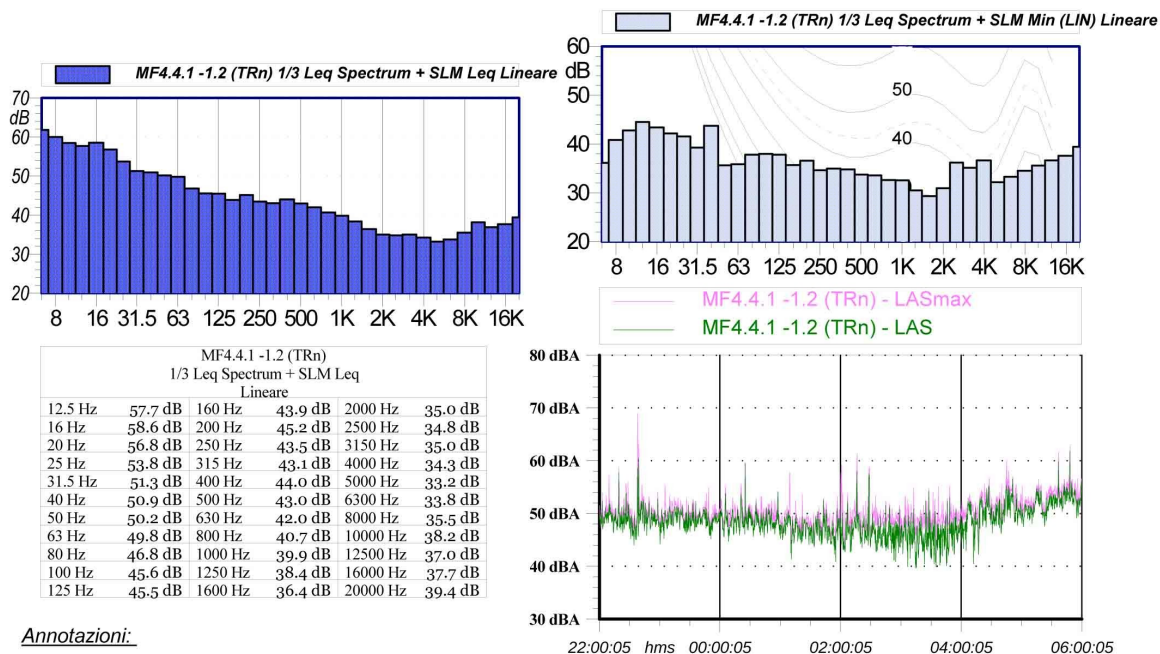 MF4.4.1 -1.2 (TRn) 1/3 Leq Spectrum + SLM Leq Lineare
70
dB
60
50
40
30
20
8 16 31.5 63 125 250 500 1K 2K 4K 8K 16K
MF4.4.1 -1.2 (TRn) 1/3 Leq Spectrum + SLM Min (LIN) Lineare
60
dB
50
40
30
20
50
40
8 16 31.5 63 125 250 500 1K 2K 4K 8K 16K
MF4.4.1 -1.2 (TRn)
1/3 Leq Spectrum + SLM Leq
Lineare
12.5 Hz 57.7 dB 160 Hz 43.9 dB 2000 Hz 35.0 dB
16 Hz 58.6 dB 200 Hz 45.2 dB 2500 Hz 34.8 dB
20 Hz 56.8 dB 250 Hz 43.5 dB 3150 Hz 35.0 dB
25 Hz 53.8 dB 315 Hz 43.1 dB 4000 Hz 34.3 dB
31.5 Hz 51.3 dB 400 Hz 44.0 dB 5000 Hz 33.2 dB
40 Hz 50.9 dB 500 Hz 43.0 dB 6300 Hz 33.8 dB
50 Hz 50.2 dB 630 Hz 42.0 dB 8000 Hz 35.5 dB
63 Hz 49.8 dB 800 Hz 40.7 dB 10000 Hz 38.2 dB
80 Hz 46.8 dB 1000 Hz 39.9 dB 12500 Hz 37.0 dB
100 Hz 45.6 dB 1250 Hz 38.4 dB 16000 Hz 37.7 dB
125 Hz 45.5 dB 1600 Hz 36.4 dB 20000 Hz 39.4 dB
MF4.4.1 -1.2 (TRn) - LASmax
MF4.4.1 -1.2 (TRn) - LAS
80 dBA
70 dBA
60 dBA
50 dBA
40 dBA
30 dBA
22:00:05 hms 00:00:05 02:00:05 04:00:05 06:00:05
Annotazioni: